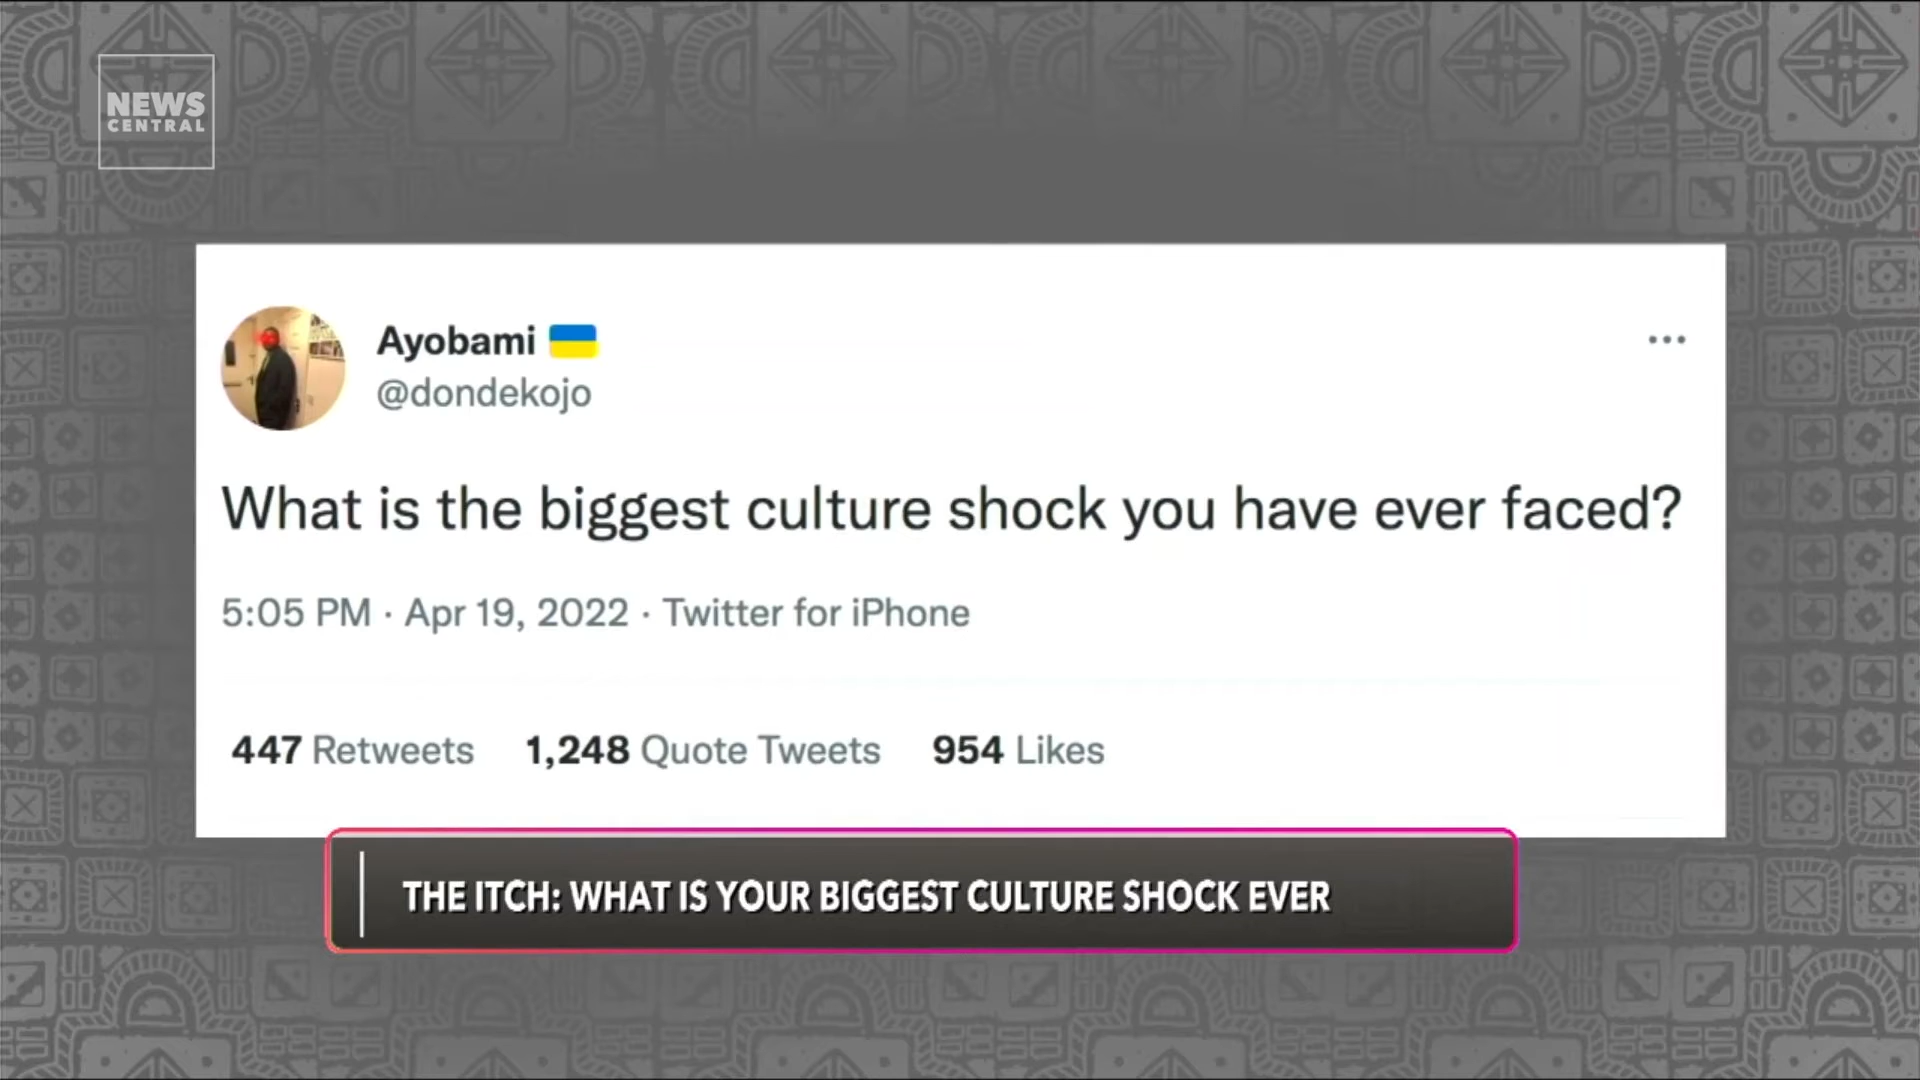 NEWS
CENTRAL
Ayobami 🇺🇦
@dondekojo
What is the biggest culture shock you have ever faced?
5:05 PM · Apr 19, 2022 · Twitter for iPhone
447 Retweets 1,248 Quote Tweets 954 Likes
THE ITCH: WHAT IS YOUR BIGGEST CULTURE SHOCK EVER